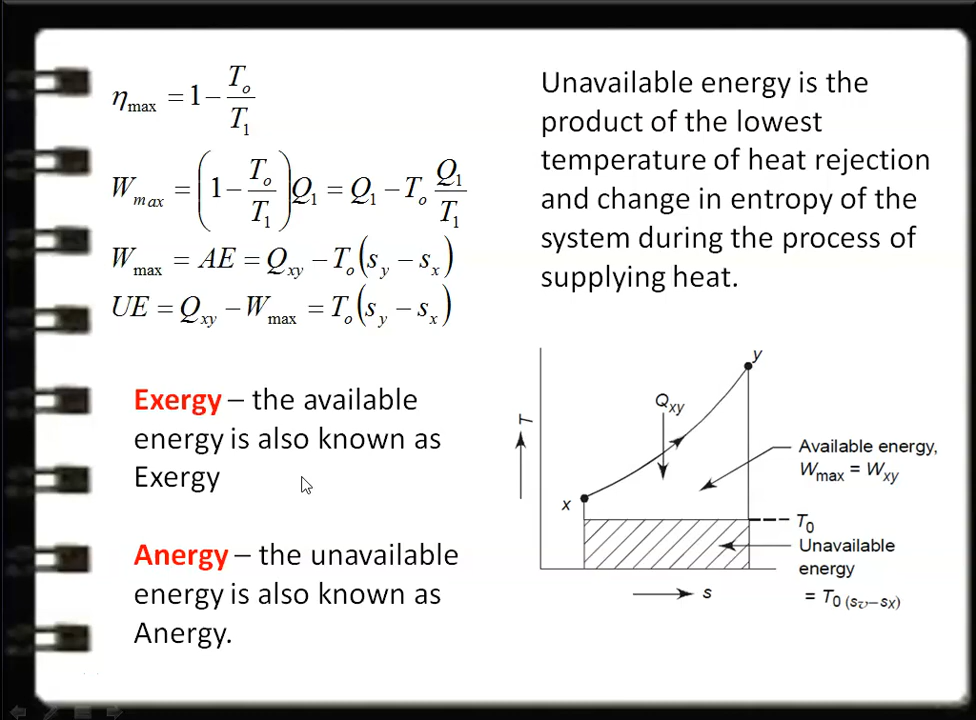 η_max = 1 − T_o / T_1
W_max = (1 − T_o / T_1) Q_1 = Q_1 − T_o Q_1 / T_1
W_max = AE = Q_xy − T_o (s_y − s_x)
UE = Q_xy − W_max = T_o (s_y − s_x)
Exergy – the available
energy is also known as
Exergy
Anergy – the unavailable
energy is also known as
Anergy.
Unavailable energy is the
product of the lowest
temperature of heat rejection
and change in entropy of the
system during the process of
supplying heat.
y
Q_xy
T
Available energy,
W_max = W_xy
x
T_0
Unavailable
energy
= T_0 (s_v–s_x)
s